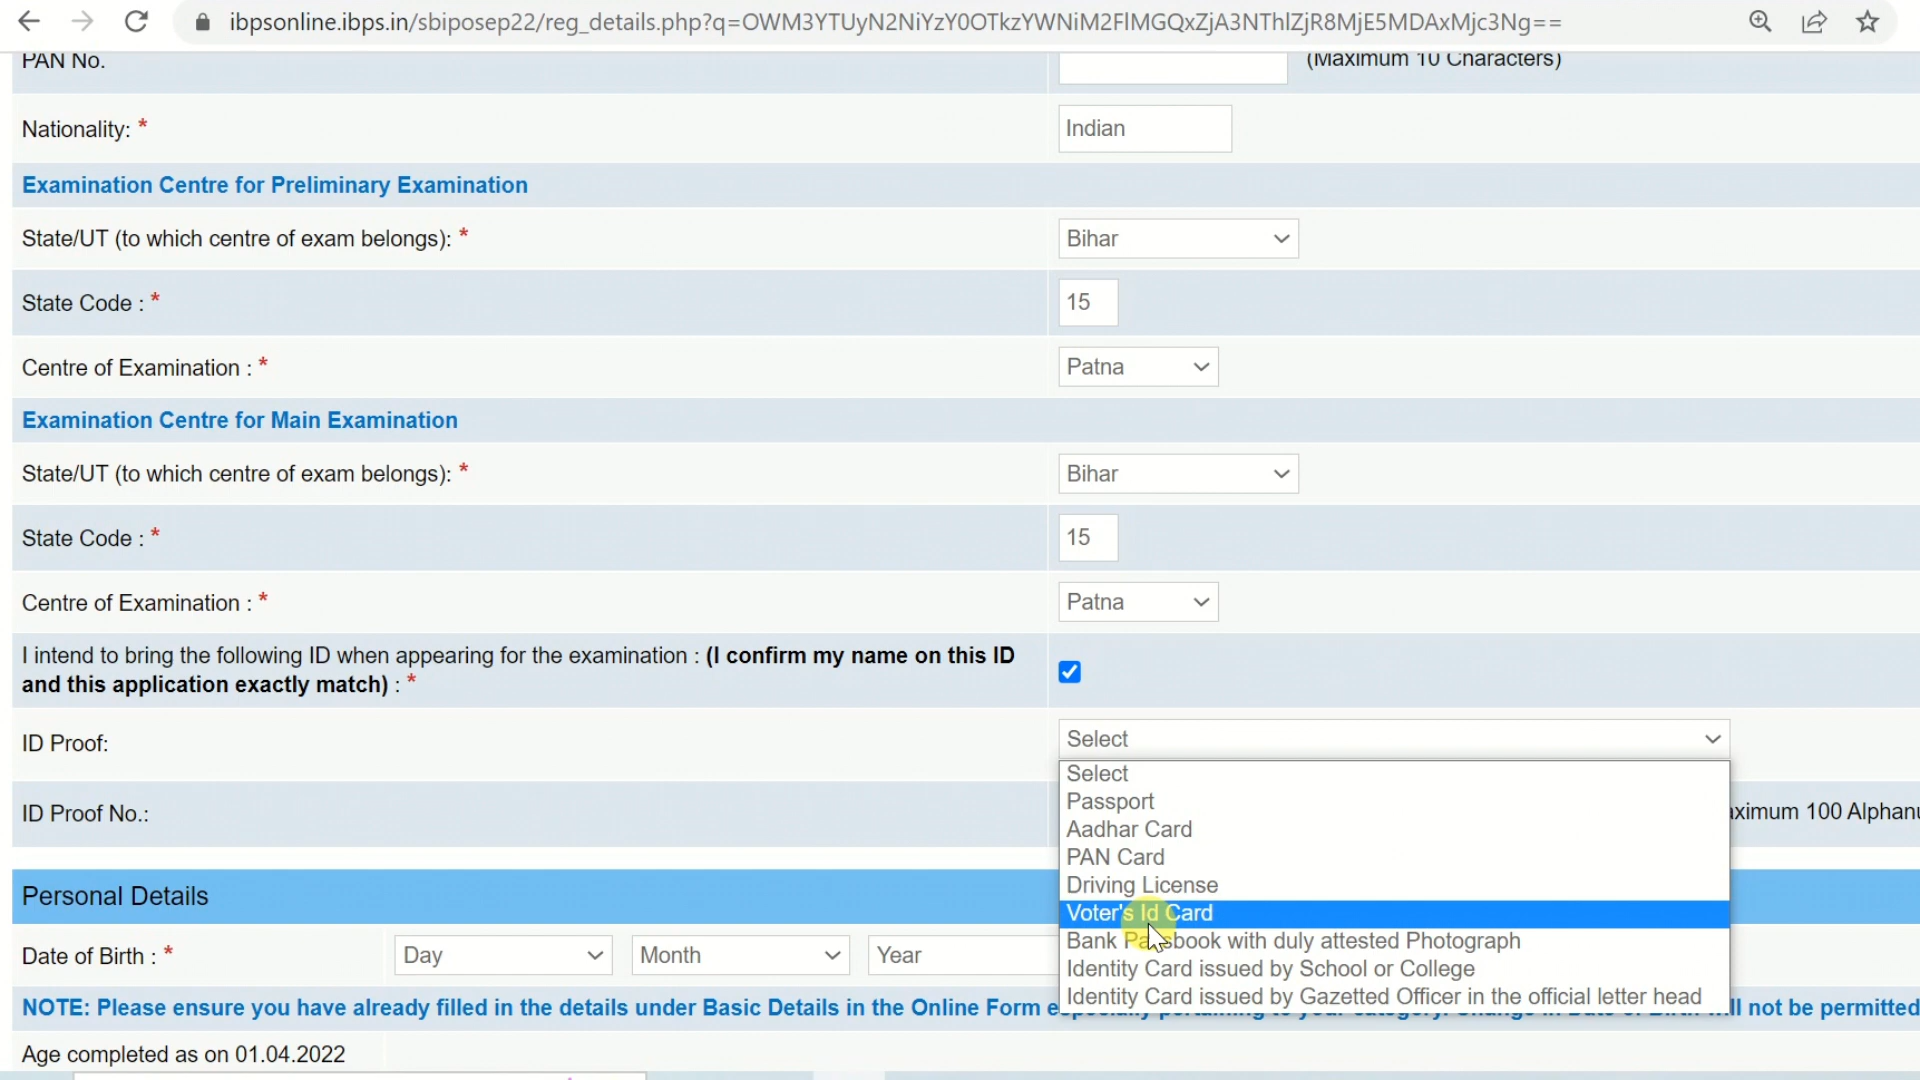 ibpsonline.ibps.in/sbiposep22/reg_details.php?q=OWM3YTUyN2NiYzY0OTkzYWNiM2FlMGQxZjA3NThlZjR8MjE5MDAxMjc3Ng==
PAN No.
(Maximum 10 Characters)
Nationality: *
Indian
Examination Centre for Preliminary Examination
State/UT (to which centre of exam belongs): *
Bihar
State Code : *
15
Centre of Examination : *
Patna
Examination Centre for Main Examination
State/UT (to which centre of exam belongs): *
Bihar
State Code : *
15
Centre of Examination : *
Patna
I intend to bring the following ID when appearing for the examination : (I confirm my name on this ID
and this application exactly match) : *
ID Proof:
Select
Select
Passport
Aadhar Card
PAN Card
Driving License
Voter's Id Card
Bank Passbook with duly attested Photograph
Identity Card issued by School or College
Identity Card issued by Gazetted Officer in the official letter head
ID Proof No.:
aximum 100 Alphanu
Personal Details
Date of Birth : *
Day
Month
Year
NOTE: Please ensure you have already filled in the details under Basic Details in the Online Form
not be permitted
Age completed as on 01.04.2022